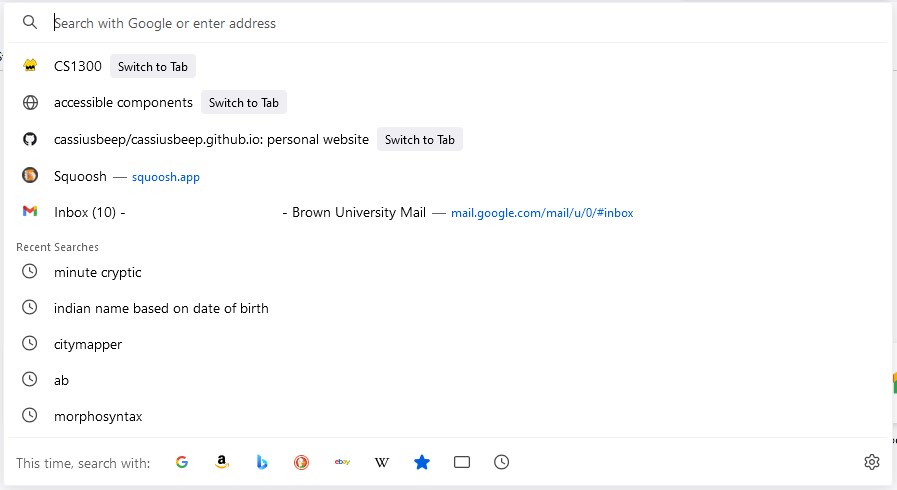 Search with Google or enter address
CS1300 Switch to Tab
accessible components Switch to Tab
cassiusbeep/cassiusbeep.github.io: personal website Switch to Tab
Squoosh — squoosh.app
Inbox (10) - - Brown University Mail — mail.google.com/mail/u/0/#inbox
Recent Searches
minute cryptic
indian name based on date of birth
citymapper
ab
morphosyntax
This time, search with: G a b ebay W